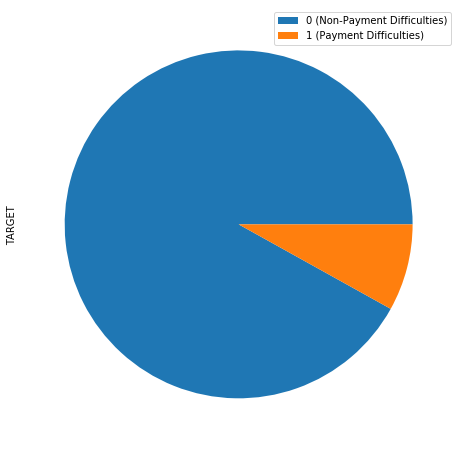 0 (Non-Payment Difficulties)
1 (Payment Difficulties)
TARGET